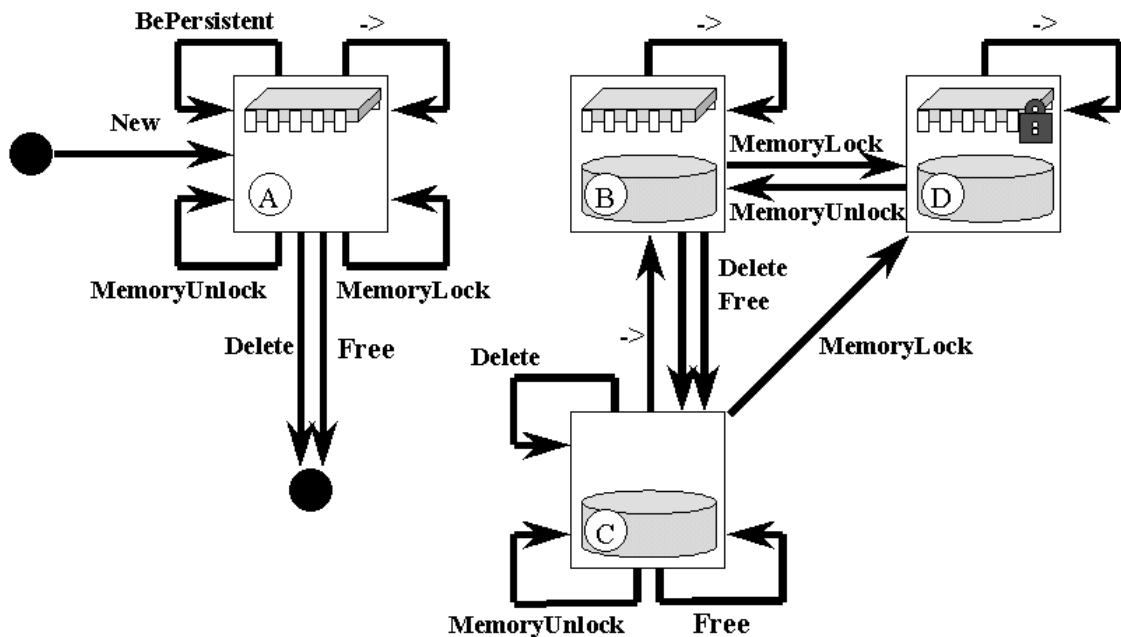 BePersistent
->
->
->
New
MemoryLock
A
B
D
MemoryUnlock
MemoryUnlock
MemoryLock
Delete
Free
Delete
Free
->
MemoryLock
Delete
C
MemoryUnlock
Free